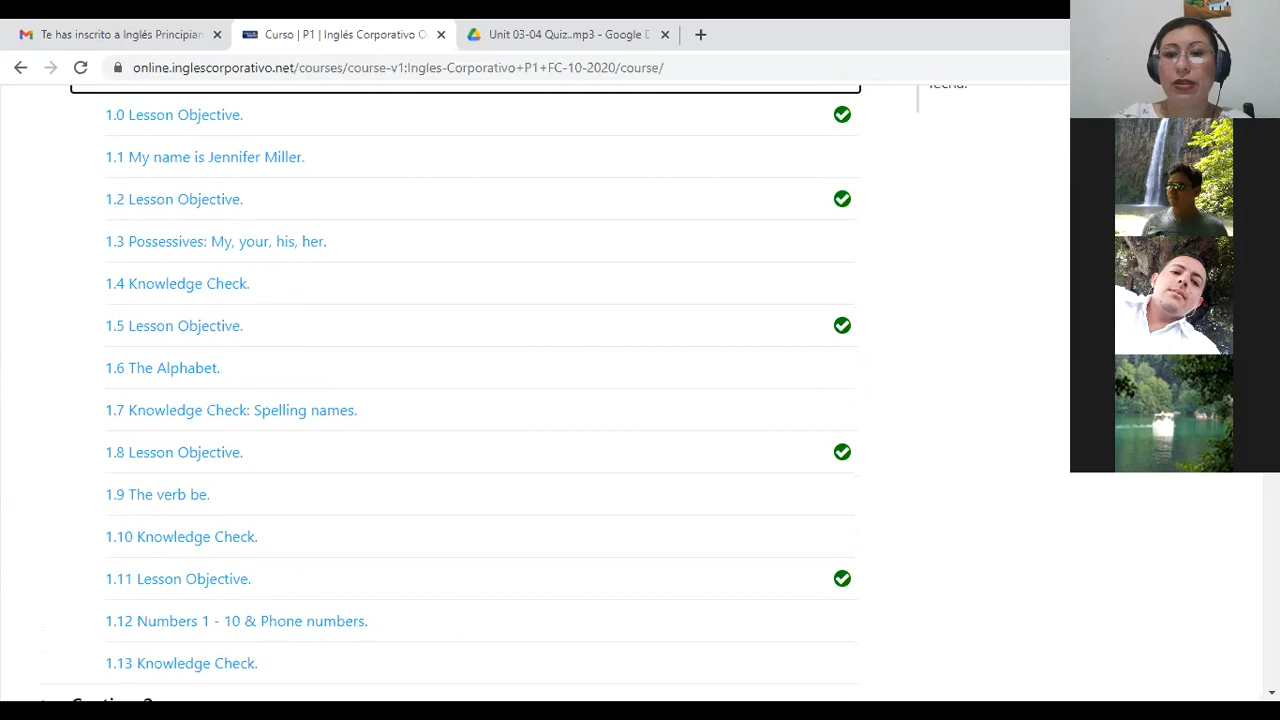 Te has inscrito a Inglés Principian
Curso | P1 | Inglés Corporativo O
Unit 03-04 Quiz..mp3 - Google D
online.inglescorporativo.net/courses/course-v1:Ingles-Corporativo+P1+FC-10-2020/course/
1.0 Lesson Objective.
1.1 My name is Jennifer Miller.
1.2 Lesson Objective.
1.3 Possessives: My, your, his, her.
1.4 Knowledge Check.
1.5 Lesson Objective.
1.6 The Alphabet.
1.7 Knowledge Check: Spelling names.
1.8 Lesson Objective.
1.9 The verb be.
1.10 Knowledge Check.
1.11 Lesson Objective.
1.12 Numbers 1 - 10 & Phone numbers.
1.13 Knowledge Check.